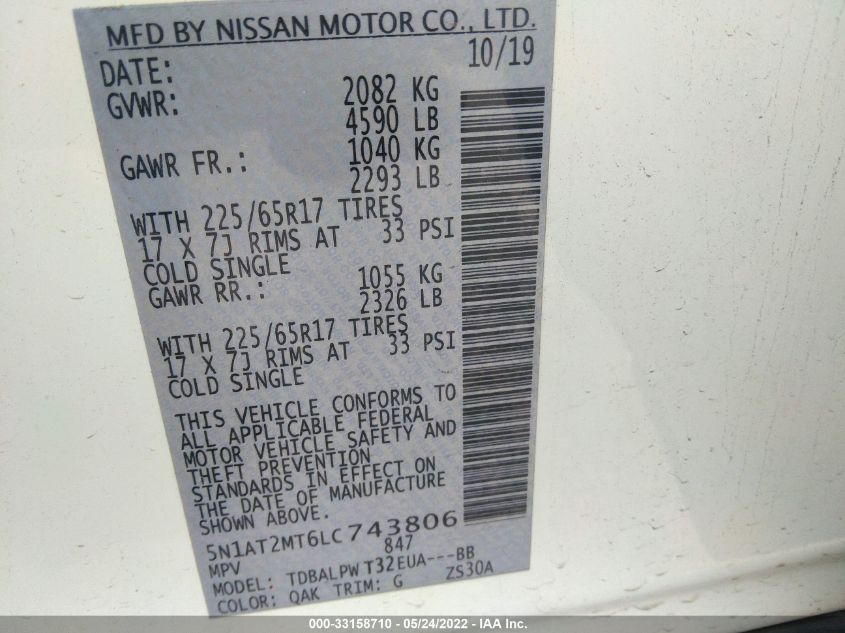 MFD BY NISSAN MOTOR CO., LTD.
DATE: 10/19
GVWR: 2082 KG
4590 LB
GAWR FR.: 1040 KG
2293 LB
WITH 225/65R17 TIRES
17 X 7J RIMS AT 33 PSI
COLD SINGLE
GAWR RR.: 1055 KG
2326 LB
WITH 225/65R17 TIRES
17 X 7J RIMS AT 33 PSI
COLD SINGLE
THIS VEHICLE CONFORMS TO
ALL APPLICABLE FEDERAL
MOTOR VEHICLE SAFETY AND
THEFT PREVENTION
STANDARDS IN EFFECT ON
THE DATE OF MANUFACTURE
SHOWN ABOVE.
5N1AT2MT6LC743806
MPV 847
MODEL: TDBALPWT32EUA---BB
COLOR: QAK TRIM: G ZS30A
000-33158710 - 05/24/2022 - IAA Inc.